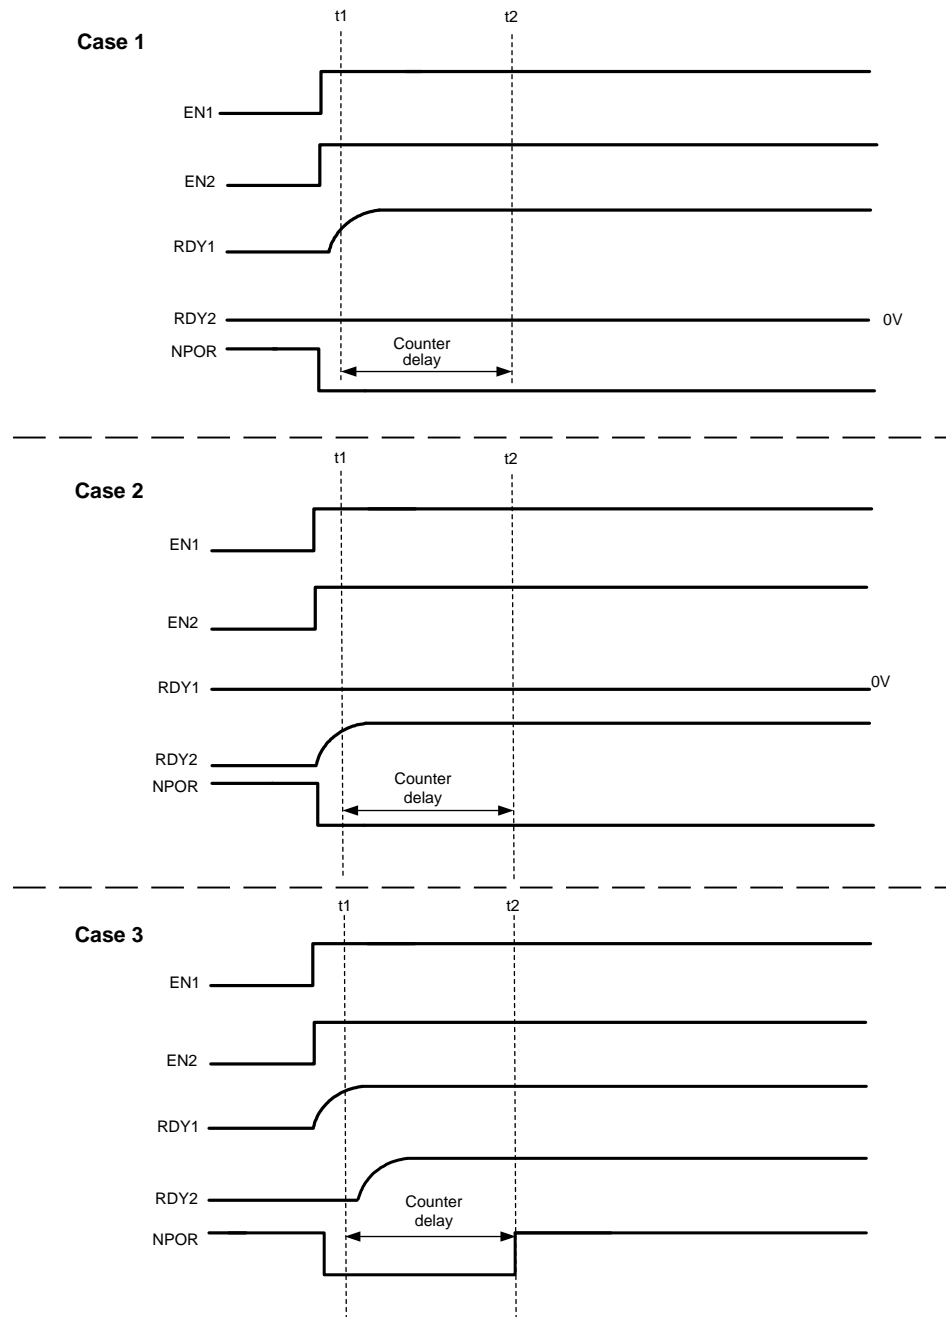 t1 t2
Case 1
EN1
EN2
RDY1
RDY2 0V
NPOR
Counter
delay
t1 t2
Case 2
EN1
EN2
RDY1 0V
RDY2
NPOR
Counter
delay
t1 t2
Case 3
EN1
EN2
RDY1
RDY2
NPOR
Counter
delay